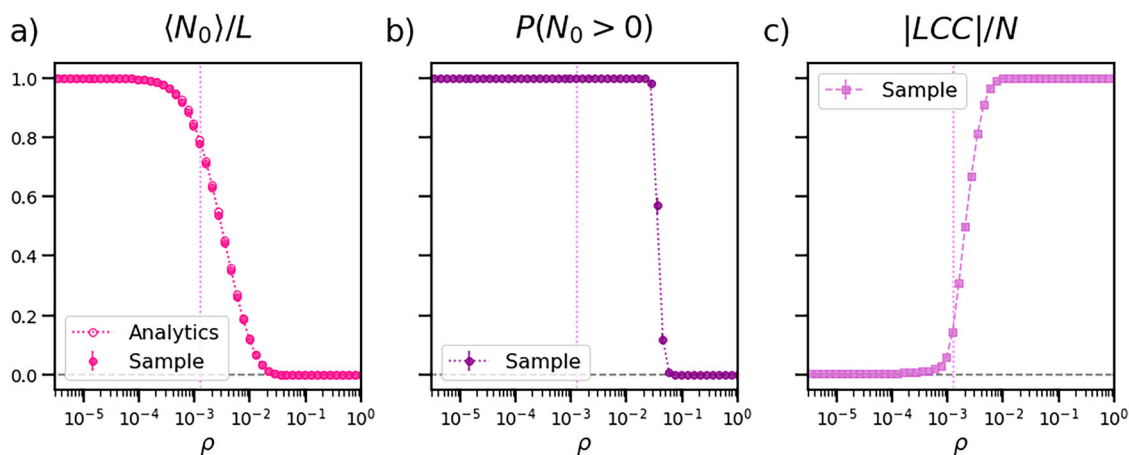 a) ⟨N₀⟩/L
b) P(N₀ > 0)
c) |LCC|/N
1.0
0.8
0.6
0.4
0.2
0.0
Analytics
Sample
Sample
Sample
10⁻⁵ 10⁻⁴ 10⁻³ 10⁻² 10⁻¹ 10⁰
10⁻⁵ 10⁻⁴ 10⁻³ 10⁻² 10⁻¹ 10⁰
10⁻⁵ 10⁻⁴ 10⁻³ 10⁻² 10⁻¹ 10⁰
ρ
ρ
ρ